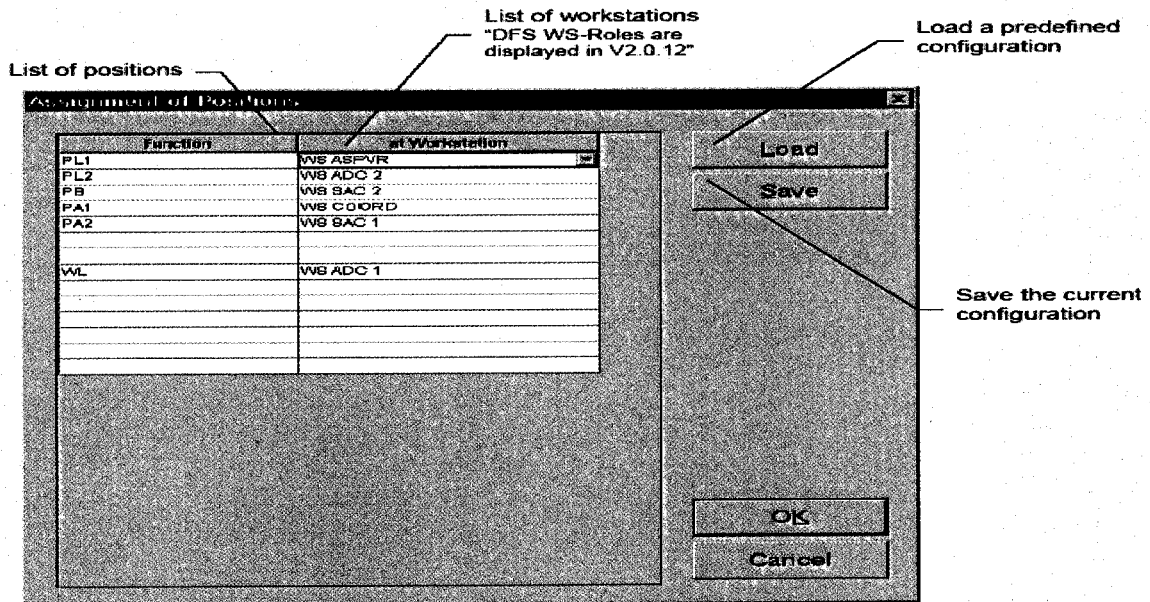 List of workstations
"DFS WS-Roles are
displayed in V2.0.12"
Load a predefined
configuration
List of positions
Assignment of Positions
Function
at Workstation
PL1
WS ASPVR
PL2
WS ADC 2
PB
WS SAC 2
PA1
WS COORD
PA2
WS SAC 1
WL
WS ADC 1
Load
Save
Save the current
configuration
OK
Cancel